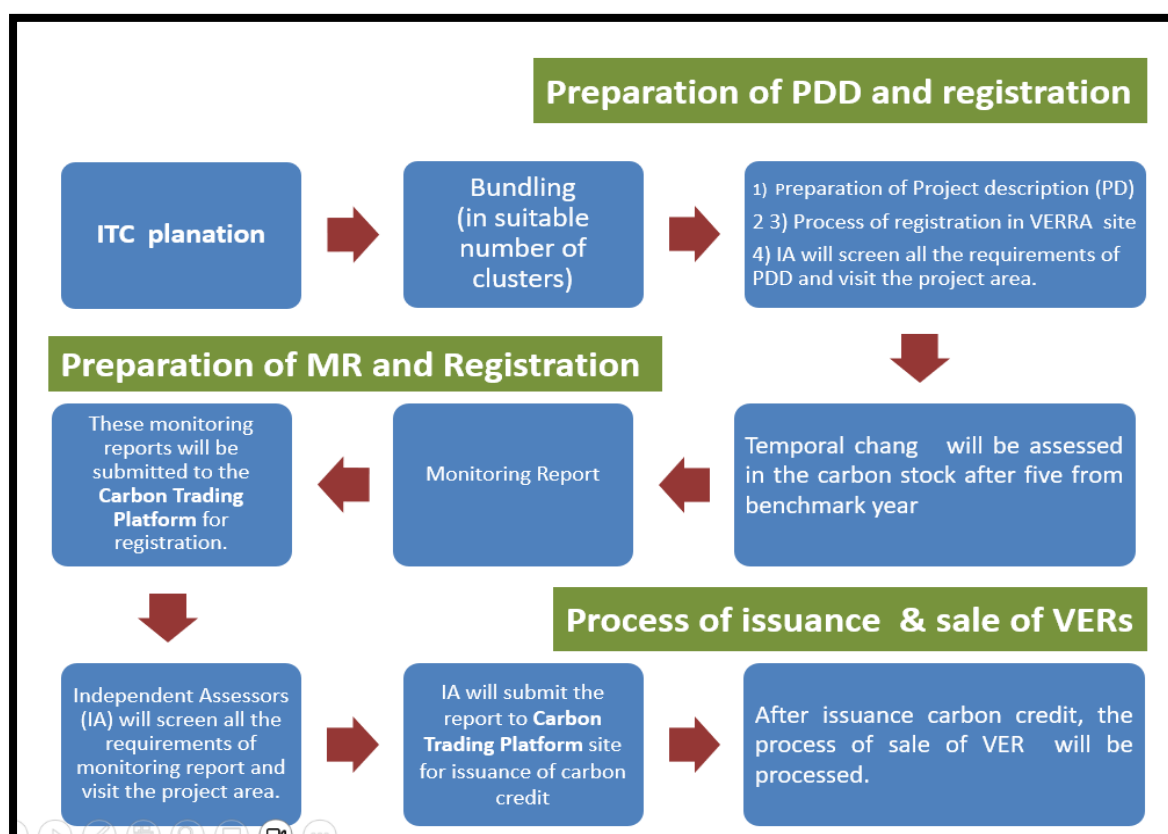 Preparation of PDD and registration
ITC  planation
Bundling
(in suitable
number of
clusters)
1) Preparation of Project description (PD)
2 3) Process of registration in VERRA  site
4) IA will screen all the requirements of
PDD and visit the project area.
Preparation of MR and Registration
These monitoring
reports will be
submitted to the
Carbon Trading
Platform for
registration.
Monitoring Report
Temporal chang  will be assessed
in the carbon stock after five from
benchmark year
Process of issuance  & sale of VERs
Independent Assessors
(IA) will screen all the
requirements of
monitoring report and
visit the project area.
IA will submit the
report to Carbon
Trading Platform site
for issuance of carbon
credit
After issuance carbon credit, the
process of sale of VER  will be
processed.